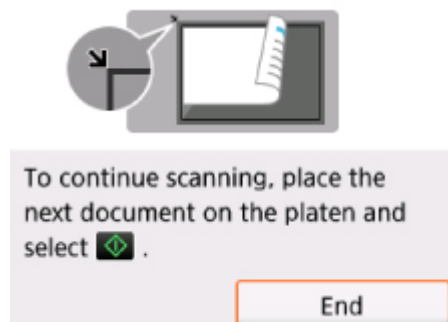 To continue scanning, place the
next document on the platen and
select .
End